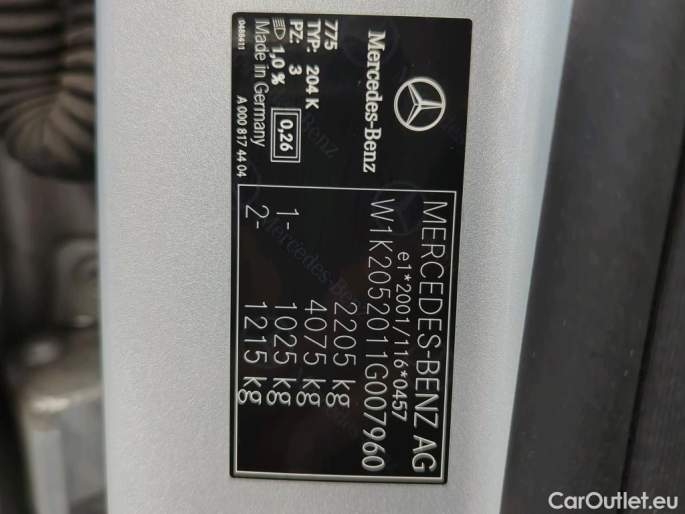 Mercedes-Benz
775
TYP: 204 K
PZ: 3
1,0 %
0,26
Made in Germany
0488411
A 000 817 44 04
MERCEDES-BENZ AG
e1*2001/116*0457
W1K2052011G007960
2205 kg
4075 kg
1- 1025 kg
2- 1215 kg
CarOutlet.eu